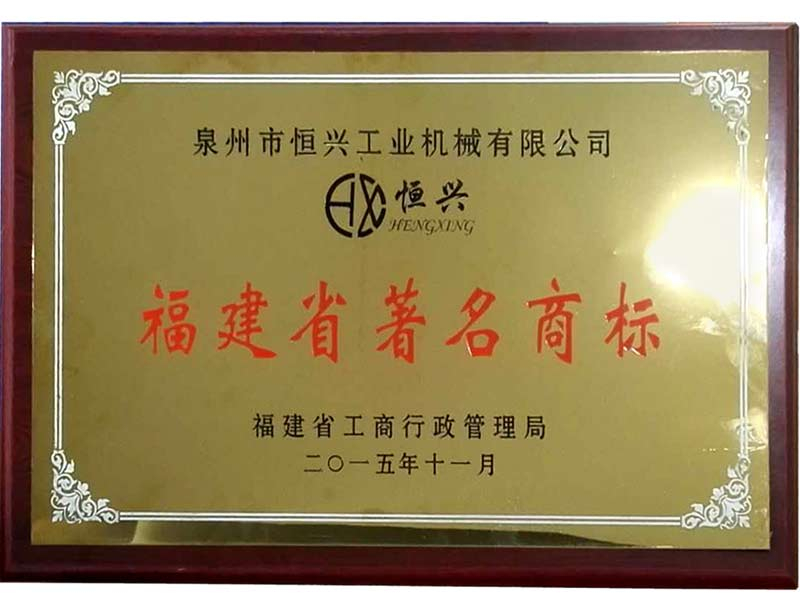 泉州市恒兴工业机械有限公司
HX 恒兴
HENGXING
福建省著名商标
福建省工商行政管理局
二〇一五年十一月